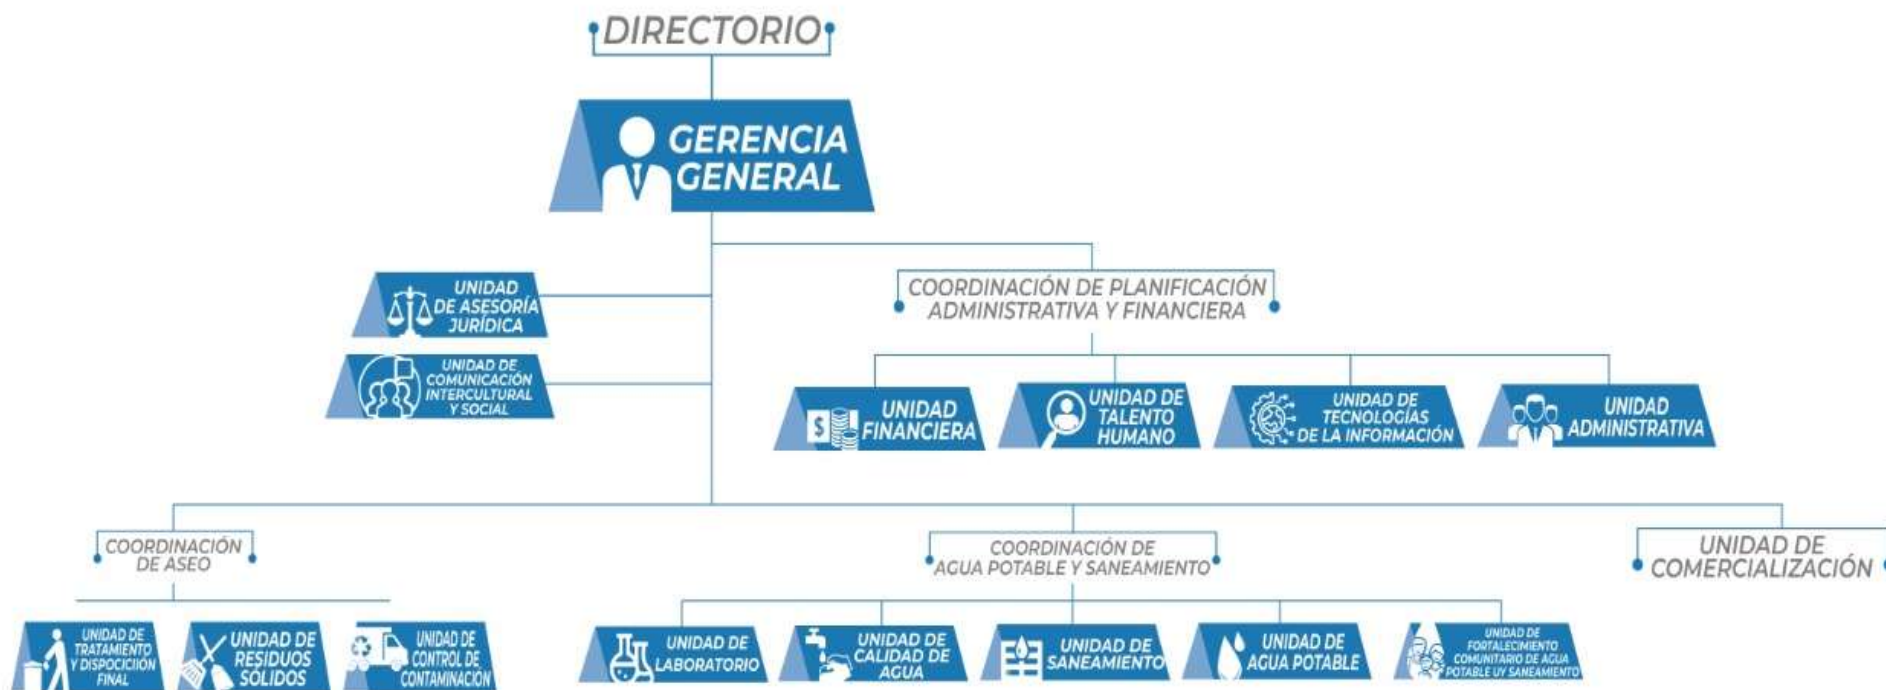 DIRECTORIO
GERENCIA
GENERAL
UNIDAD
DE ASESORÍA
JURÍDICA
COORDINACIÓN DE PLANIFICACIÓN
ADMINISTRATIVA Y FINANCIERA
UNIDAD DE
COMUNICACIÓN
INTERCULTURAL
Y SOCIAL
$
UNIDAD
FINANCIERA
UNIDAD DE
TALENTO
HUMANO
UNIDAD DE
TECNOLOGÍAS
DE LA INFORMACIÓN
UNIDAD
ADMINISTRATIVA
COORDINACIÓN
DE ASEO
COORDINACIÓN DE
AGUA POTABLE Y SANEAMIENTO
UNIDAD DE
COMERCIALIZACIÓN
UNIDAD DE
TRATAMIENTO
Y DISPOCICIIÓN
FINAL
UNIDAD DE
RESIDUOS
SÓLIDOS
UNIDAD DE
CONTROL DE
CONTAMINACIÓN
UNIDAD DE
LABORATORIO
UNIDAD DE
CALIDAD DE
AGUA
UNIDAD DE
SANEAMIENTO
UNIDAD DE
AGUA POTABLE
UNIDAD DE
FORTALECIMIENTO
COMUNITARIO DE AGUA
POTABLE UY SANEAMIENTO